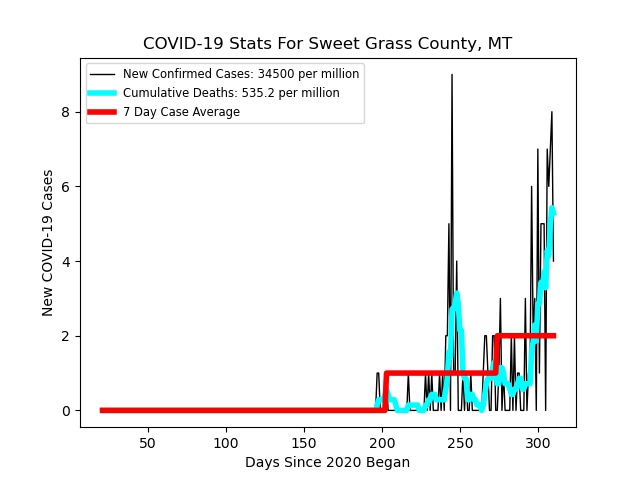 COVID-19 Stats For Sweet Grass County, MT
New Confirmed Cases: 34500 per million
Cumulative Deaths: 535.2 per million
7 Day Case Average
New COVID-19 Cases
8
6
4
2
0
50 100 150 200 250 300
Days Since 2020 Began